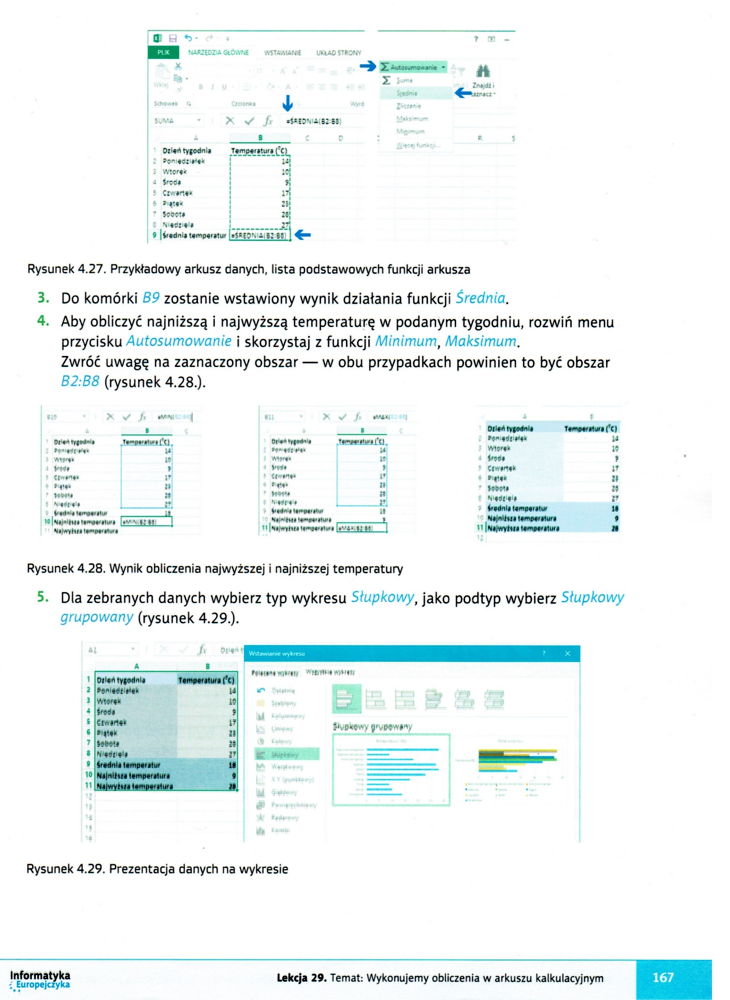 PLIK NARZĘDZIA GŁÓWNE WSTAWIANIE UKŁAD STRONY ?
Autosumowanie
Wklej 11 Suma Znajdź i
B I U A Średnia zaznacz
Schowek Czcionka Wyró Zliczanie
SUMA fx =ŚREDNIA(B2:B8) Maksimum
Minimum
A B C D R S
Więcej funkcji...
1 Dzień tygodnia Temperatura (°C)
2 Poniedziałek 14
3 Wtorek 10
4 Środa 9
5 Czwartek 17
6 Piątek 23
7 Sobota 28
8 Niedziela 27
9 Średnia temperatur =ŚREDNIA(B2:B8)
Rysunek 4.27. Przykładowy arkusz danych, lista podstawowych funkcji arkusza
3. Do komórki B9 zostanie wstawiony wynik działania funkcji Średnia.
4. Aby obliczyć najniższą i najwyższą temperaturę w podanym tygodniu, rozwiń menu
przycisku Autosumowanie i skorzystaj z funkcji Minimum, Maksimum.
Zwróć uwagę na zaznaczony obszar — w obu przypadkach powinien to być obszar
B2:B8 (rysunek 4.28.).
B10 fx =MIN(B2:B8)
A B C
1 Dzień tygodnia Temperatura (°C)
2 Poniedziałek 14
3 Wtorek 10
4 Środa 9
5 Czwartek 17
6 Piątek 23
7 Sobota 28
8 Niedziela 27
9 Średnia temperatur 18
10 Najniższa temperatura =MIN(B2:B8)
11 Najwyższa temperatura
B11 fx =MAX(B2:B8)
A B C
1 Dzień tygodnia Temperatura (°C)
2 Poniedziałek 14
3 Wtorek 10
4 Środa 9
5 Czwartek 17
6 Piątek 23
7 Sobota 28
8 Niedziela 27
9 Średnia temperatur 18
10 Najniższa temperatura 9
11 Najwyższa temperatura =MAX(B2:B8)
A B
1 Dzień tygodnia Temperatura (°C)
2 Poniedziałek 14
3 Wtorek 10
4 Środa 9
5 Czwartek 17
6 Piątek 23
7 Sobota 28
8 Niedziela 27
9 Średnia temperatur 18
10 Najniższa temperatura 9
11 Najwyższa temperatura 28
12
Rysunek 4.28. Wynik obliczenia najwyższej i najniższej temperatury
5. Dla zebranych danych wybierz typ wykresu Słupkowy, jako podtyp wybierz Słupkowy
grupowany (rysunek 4.29.).
A1 fx Dzień t
A B
1 Dzień tygodnia Temperatura (°C)
2 Poniedziałek 14
3 Wtorek 10
4 Środa 9
5 Czwartek 17
6 Piątek 23
7 Sobota 28
8 Niedziela 27
9 Średnia temperatur 18
10 Najniższa temperatura 9
11 Najwyższa temperatura 28
12
13
14
15
16
Wstawianie wykresu ?
Polecane wykresy Wszystkie wykresy
Ostatnie
Szablony
Kolumnowy
Liniowy
Kołowy
Słupkowy
Warstwowy
X Y (punktowy)
Giełdowy
Powierzchniowy
Radarowy
Kombi
Słupkowy grupowany
Temperatura (°C)
Rysunek 4.29. Prezentacja danych na wykresie
Informatyka
Europejczyka
Lekcja 29. Temat: Wykonujemy obliczenia w arkuszu kalkulacyjnym 167